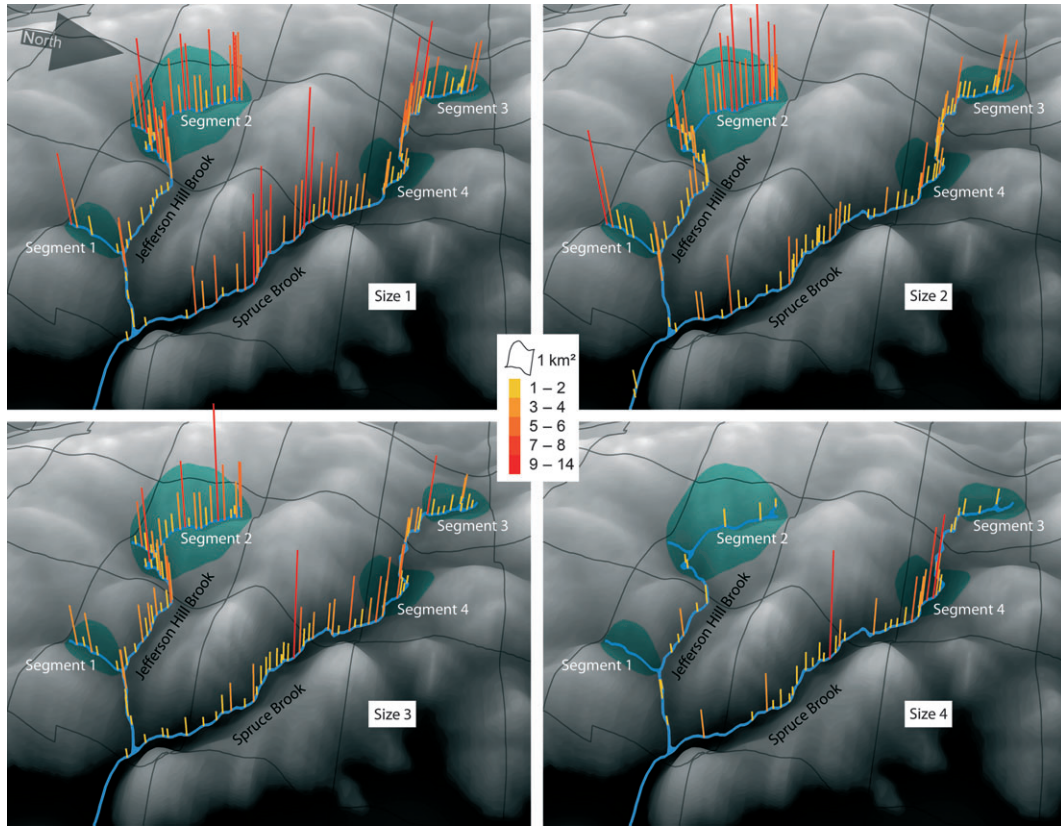 North
Segment 2
Segment 3
Segment 4
Segment 1
Jefferson Hill Brook
Spruce Brook
Size 1
Segment 2
Segment 3
Segment 4
Segment 1
Jefferson Hill Brook
Spruce Brook
Size 2
1 km²
1 – 2
3 – 4
5 – 6
7 – 8
9 – 14
Segment 2
Segment 3
Segment 4
Segment 1
Jefferson Hill Brook
Spruce Brook
Size 3
Segment 2
Segment 3
Segment 4
Segment 1
Jefferson Hill Brook
Spruce Brook
Size 4